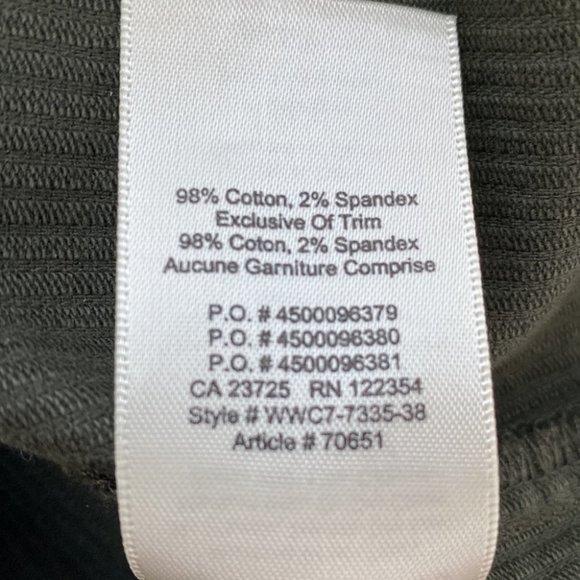 98% Cotton, 2% Spandex
Exclusive Of Trim
98% Coton, 2% Spandex
Aucune Garniture Comprise
P.O. # 4500096379
P.O. # 4500096380
P.O. # 4500096381
CA 23725 RN 122354
Style # WWC7-7335-38
Article # 70651